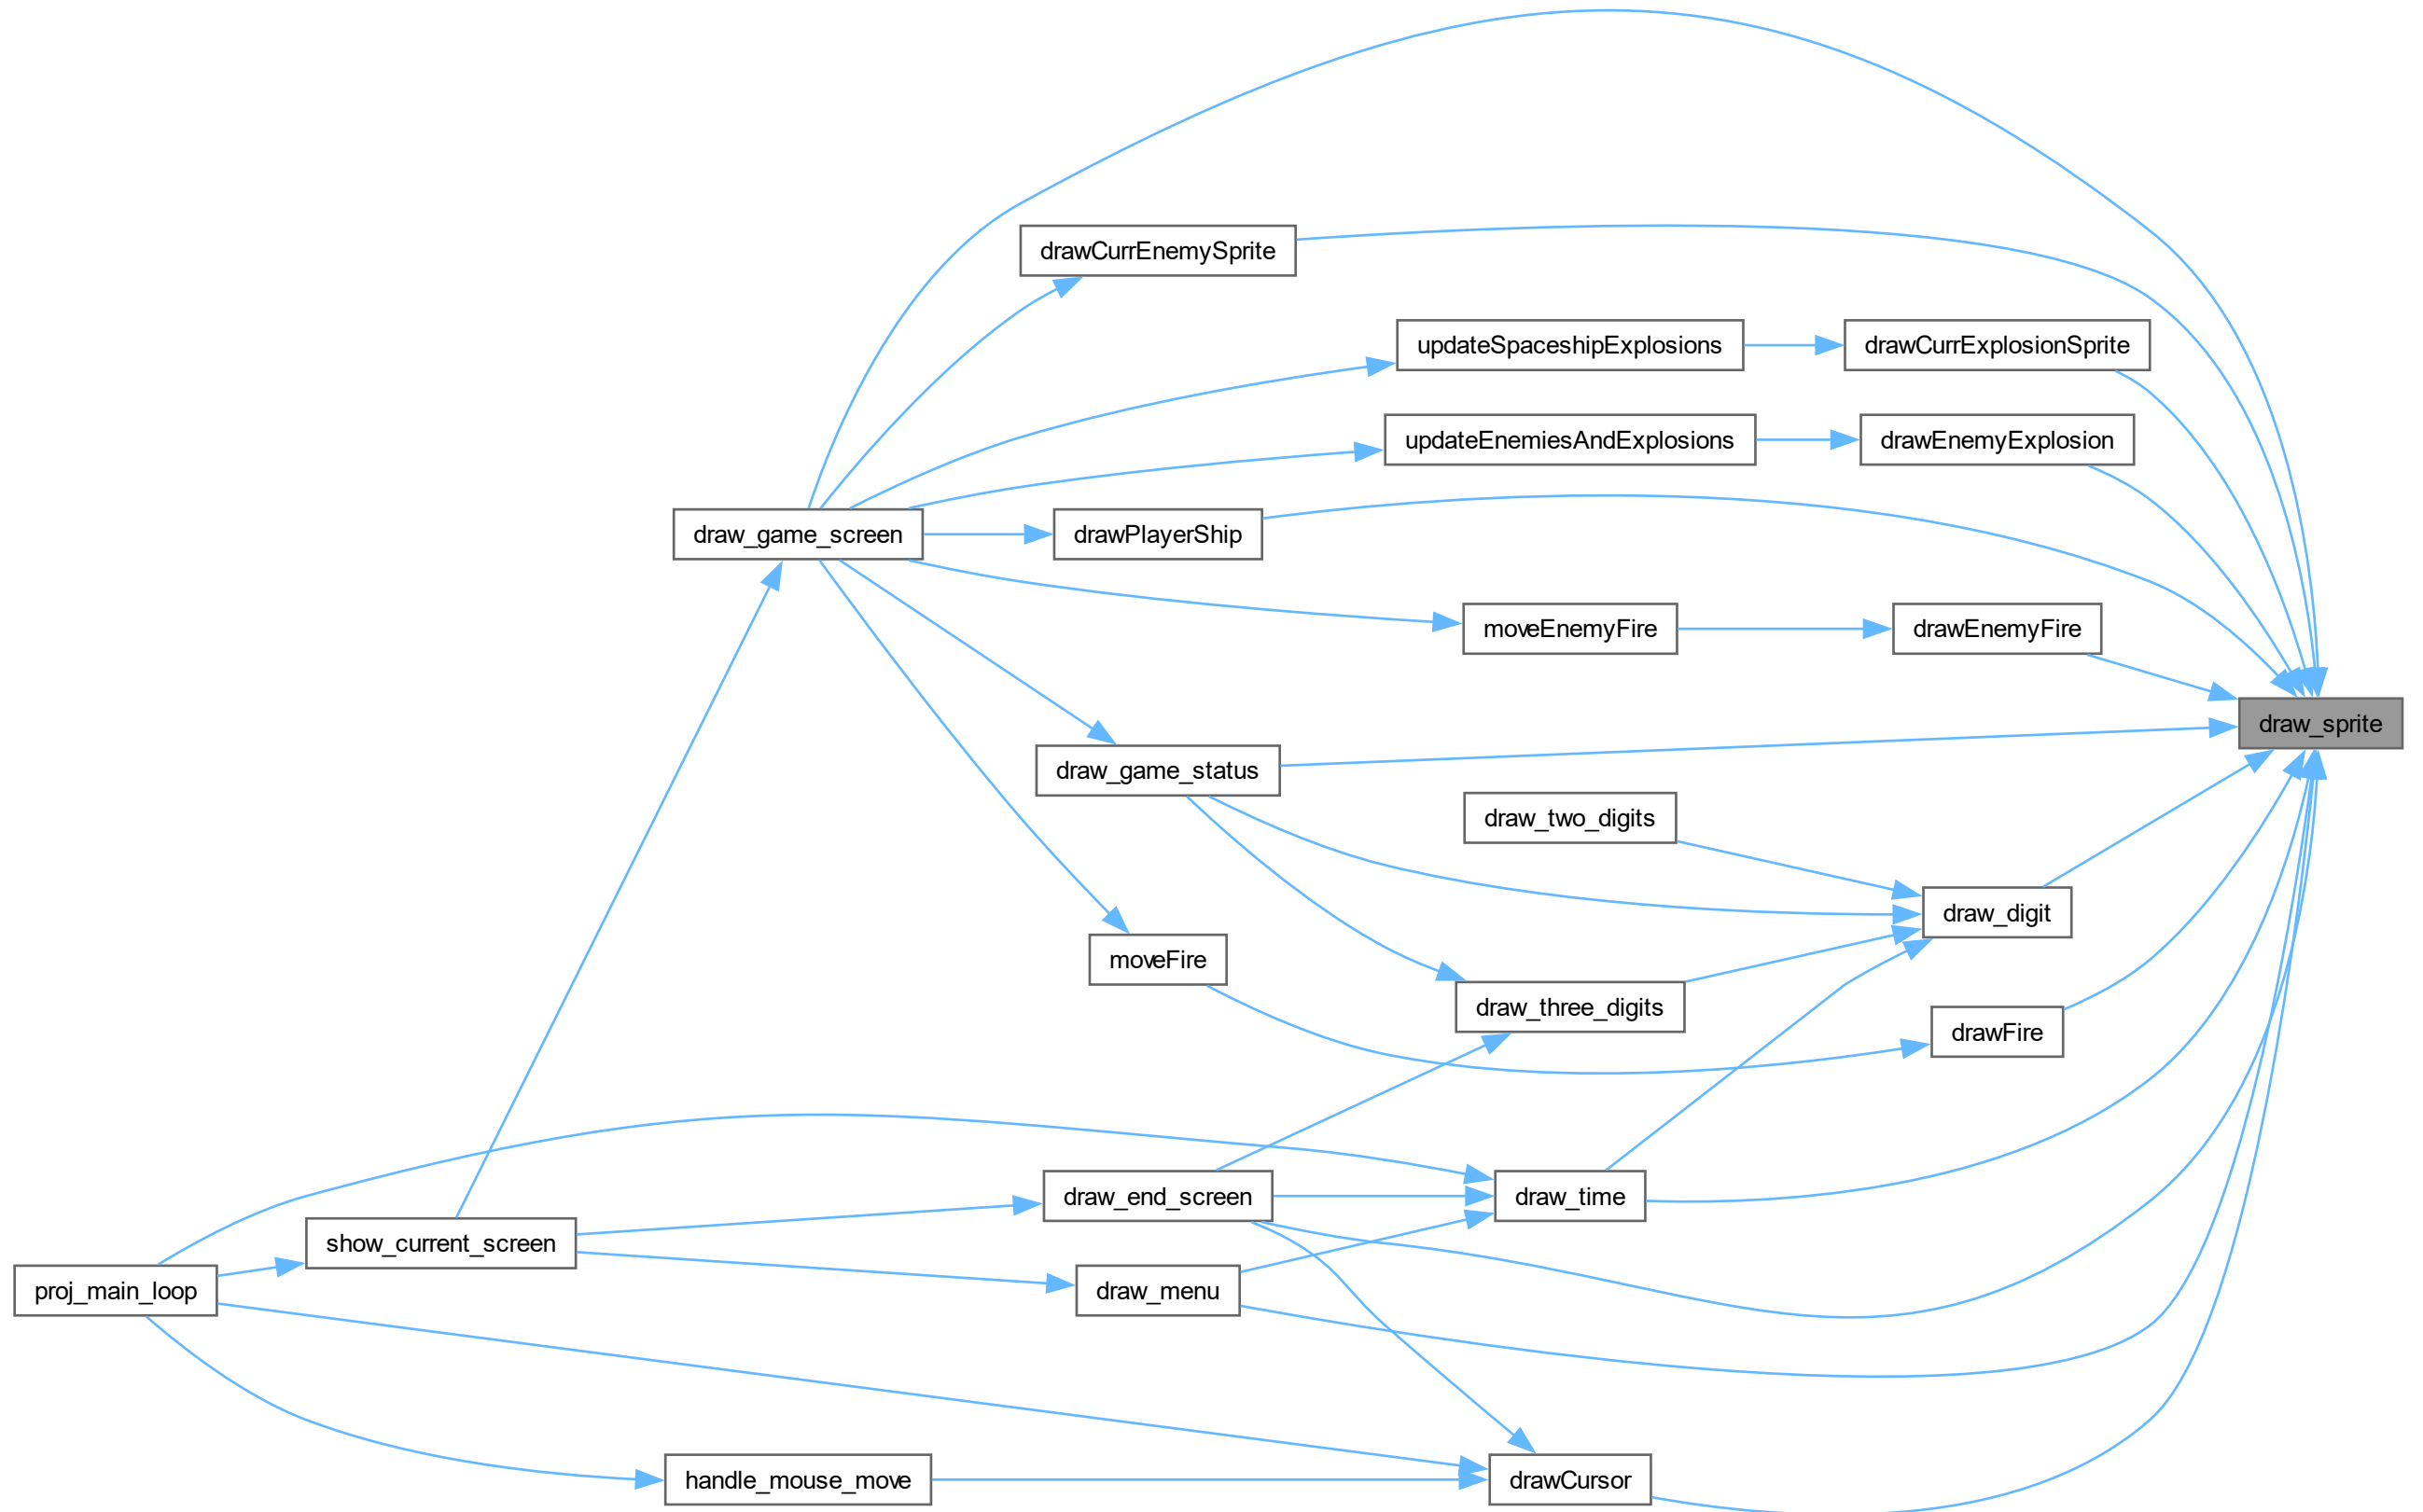 drawCurrEnemySprite
updateSpaceshipExplosions
drawCurrExplosionSprite
updateEnemiesAndExplosions
drawEnemyExplosion
draw_game_screen
drawPlayerShip
moveEnemyFire
drawEnemyFire
draw_sprite
draw_game_status
draw_two_digits
draw_digit
moveFire
draw_three_digits
drawFire
draw_end_screen
draw_time
show_current_screen
proj_main_loop
draw_menu
handle_mouse_move
drawCursor